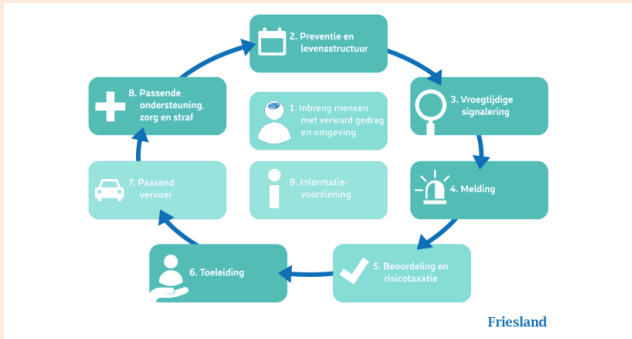 2. Preventie en
levensstructuur
8. Passende
ondersteuning,
zorg en straf
1. Inbreng mensen
met verward gedrag
en omgeving
3. Vroegtijdige
signalering
7. Passend
vervoer
9. Informatie-
voorziening
4. Melding
6. Toeleiding
5. Beoordeling en
risicotaxatie
Friesland